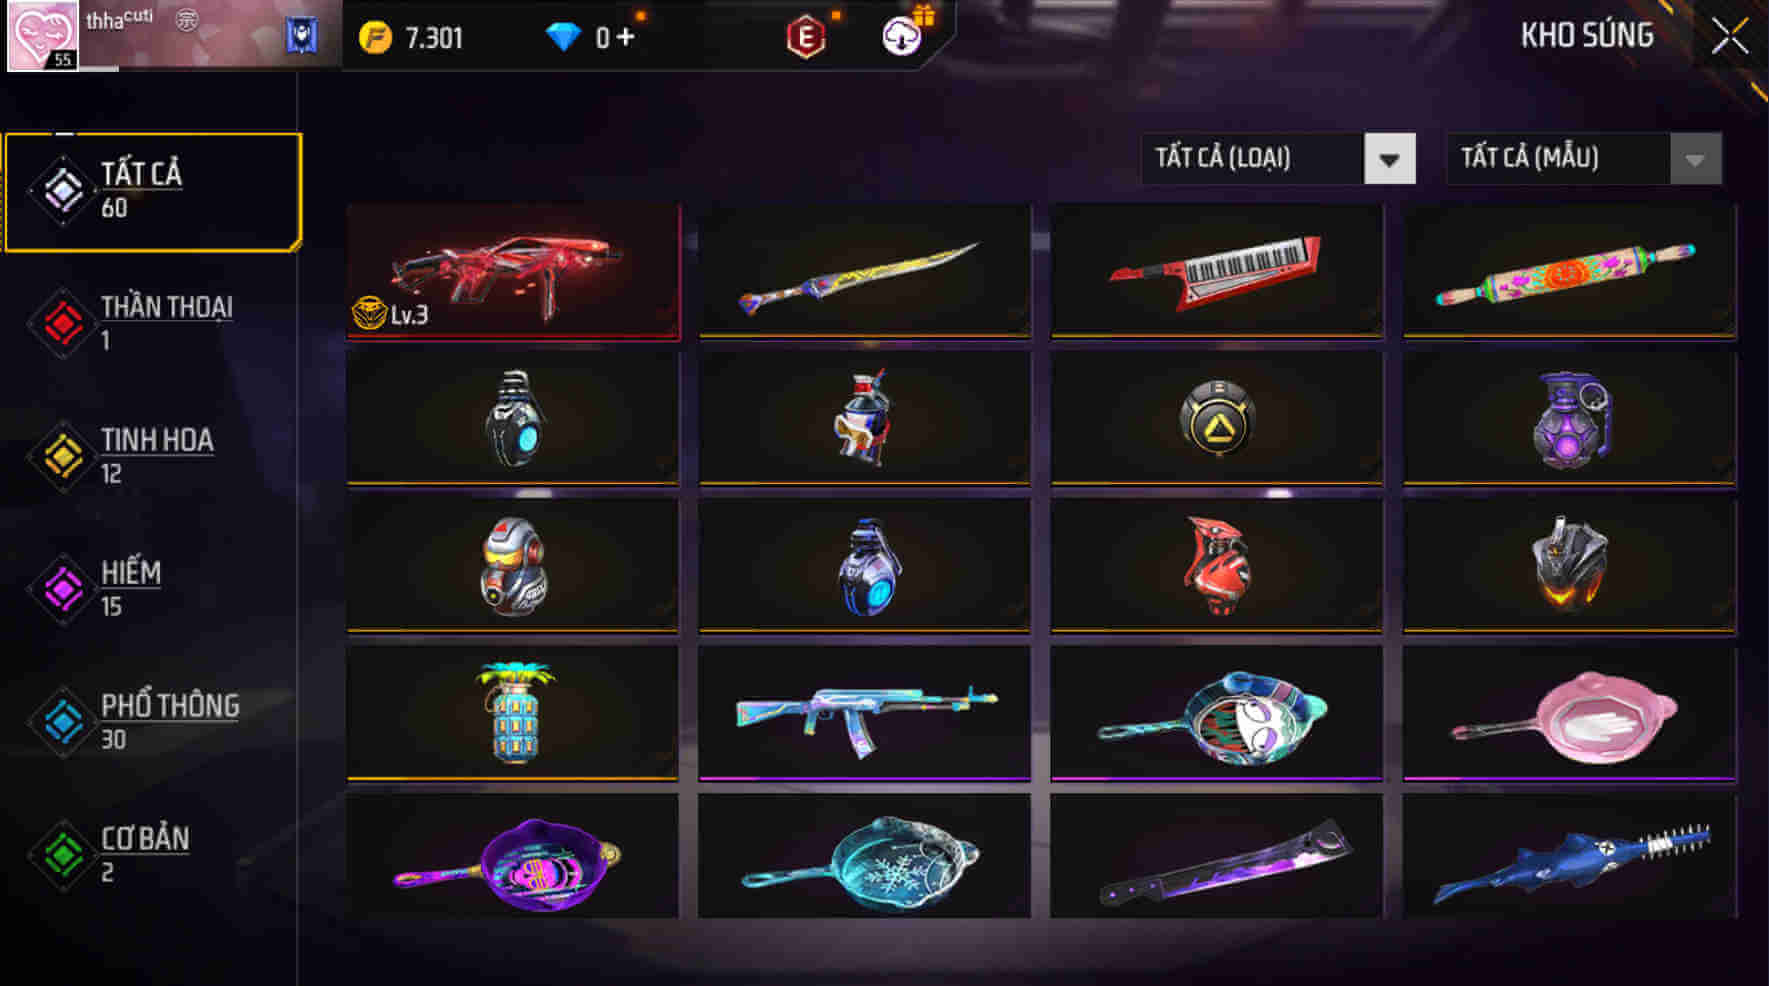 thhacuti
55
F 7.301
0 +
E
KHO SÚNG
TẤT CẢ (LOẠI)
TẤT CẢ (MẪU)
TẤT CẢ
60
THẦN THOẠI
1
TINH HOA
12
HIẾM
15
PHỔ THÔNG
30
CƠ BẢN
2
Lv.3